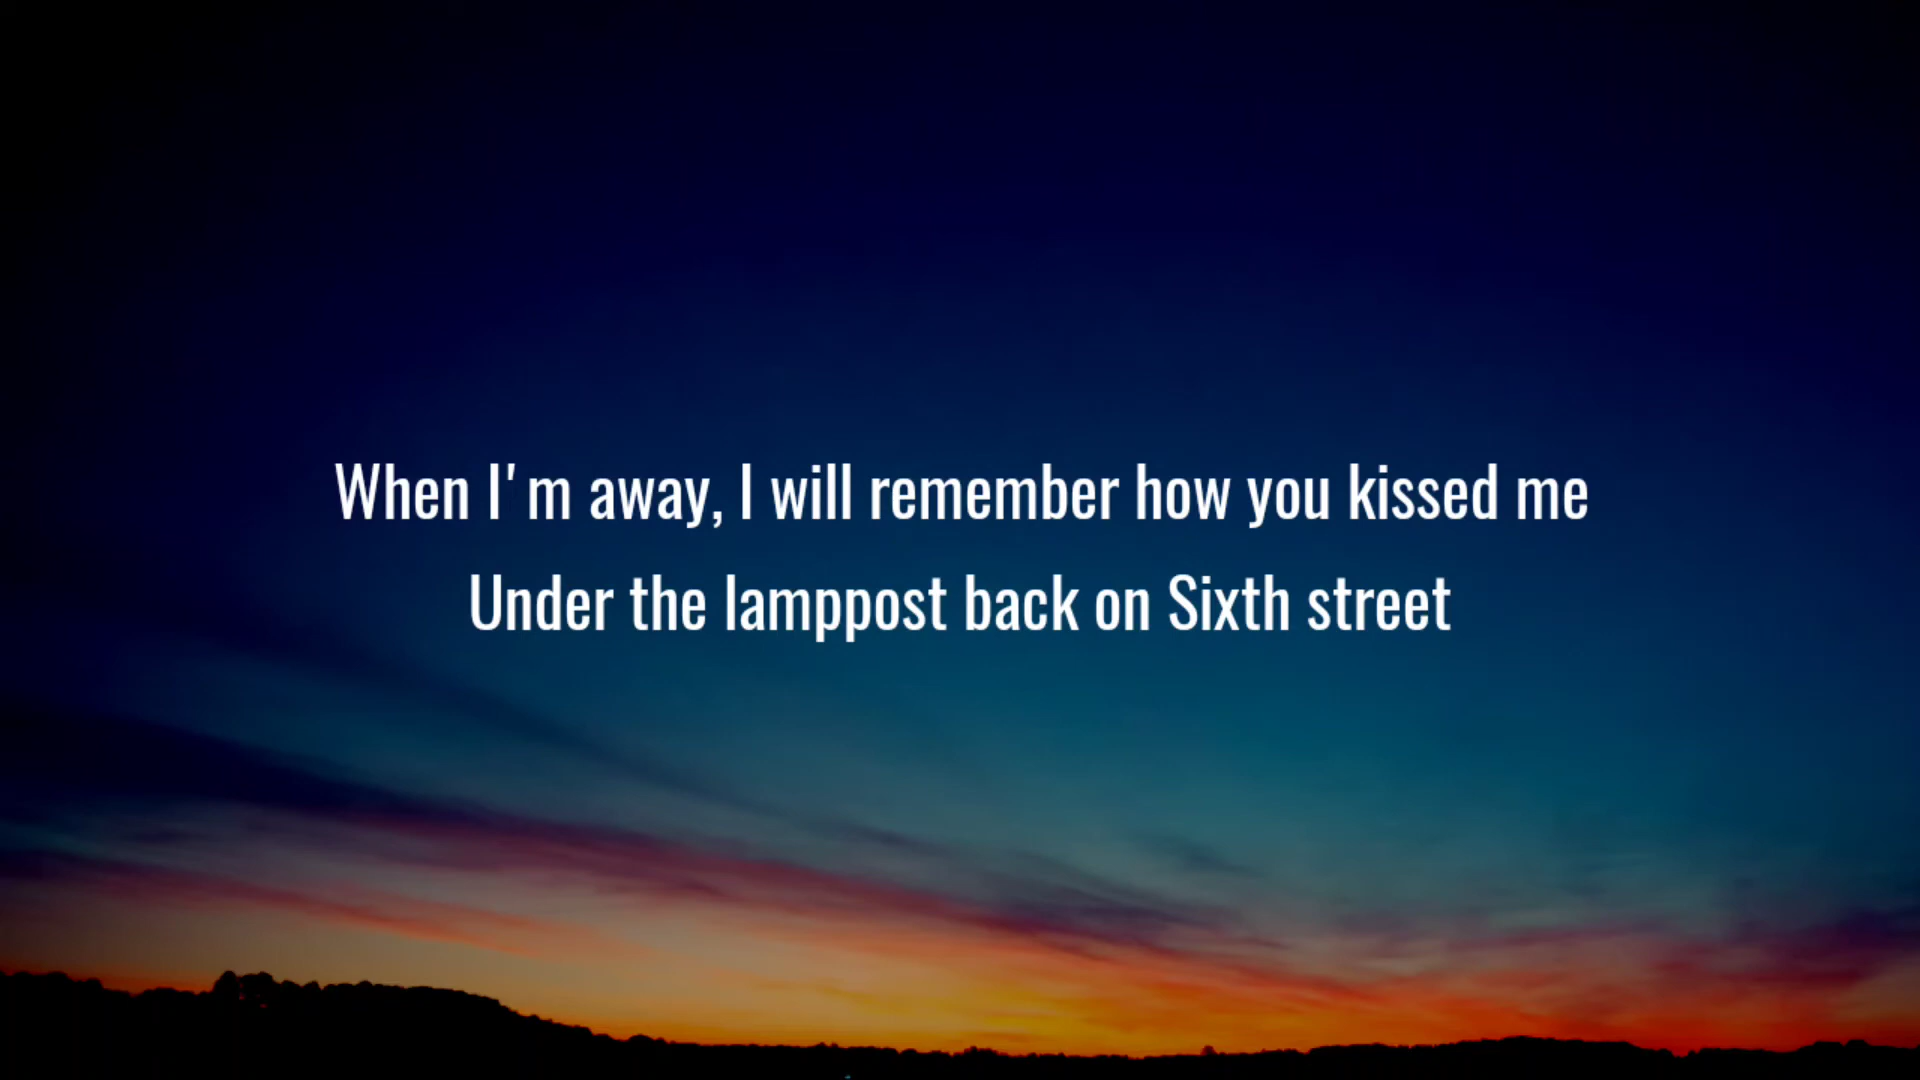 When I'm away, I will remember how you kissed me
Under the lamppost back on Sixth street